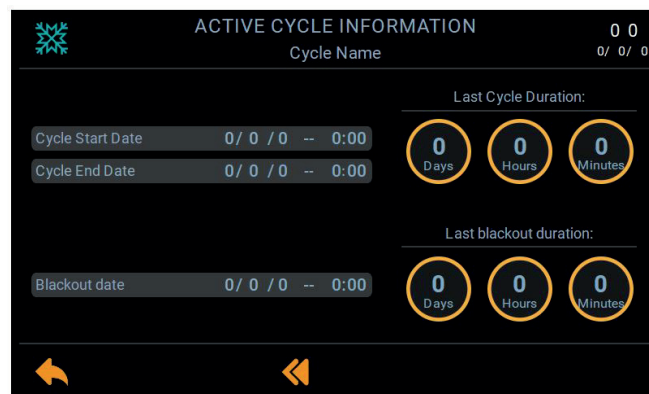 ACTIVE CYCLE INFORMATION
0 0
Cycle Name
0/ 0/ 0
Last Cycle Duration:
Cycle Start Date 0/ 0 /0 -- 0:00
Cycle End Date 0/ 0 /0 -- 0:00
0 0 0
Days Hours Minutes
Last blackout duration:
Blackout date 0/ 0 /0 -- 0:00
0 0 0
Days Hours Minutes